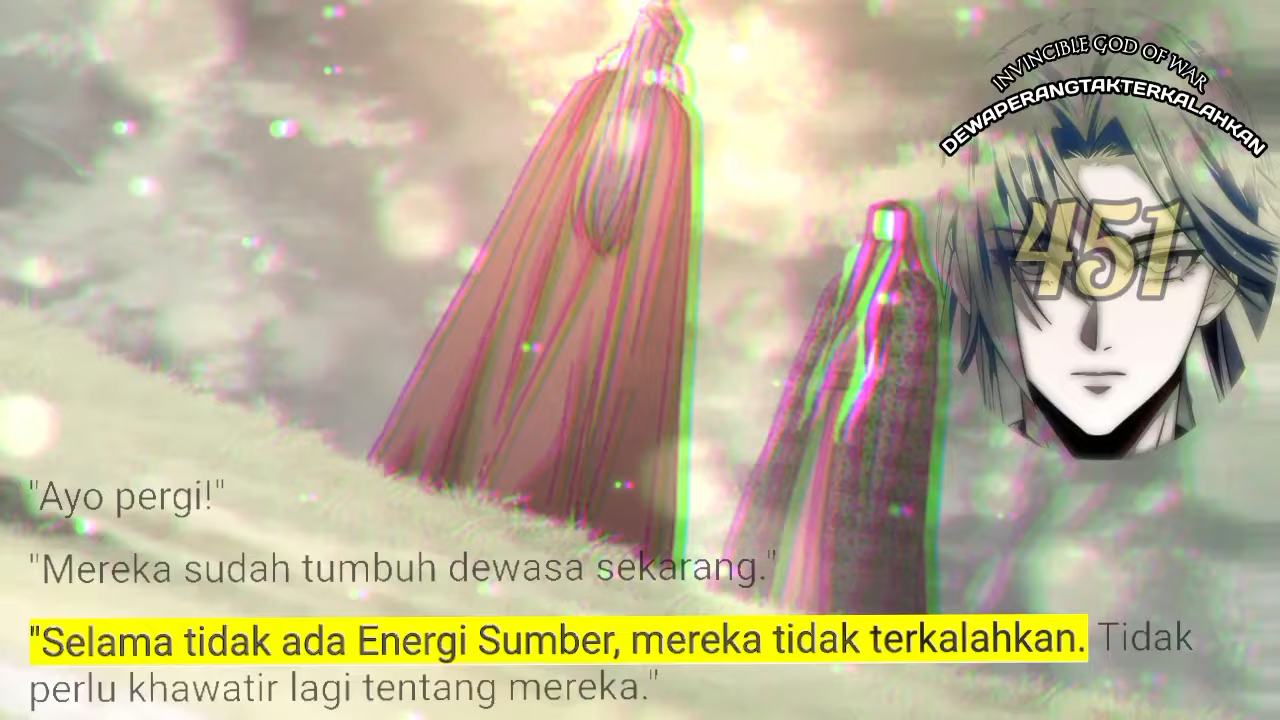 INVINCIBLE GOD OF WAR
DEWAPERANGTAKTERKALAHKAN
451
"Ayo pergi!"
"Mereka sudah tumbuh dewasa sekarang."
"Selama tidak ada Energi Sumber, mereka tidak terkalahkan. Tidak
perlu khawatir lagi tentang mereka."